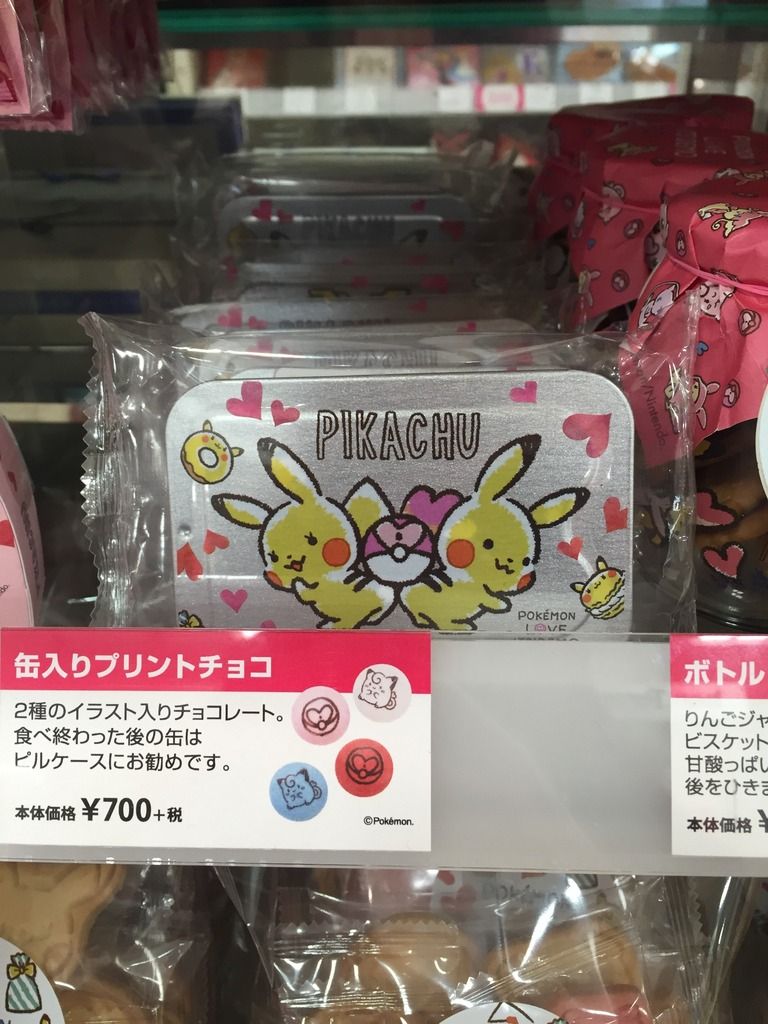 PIKACHU
POKÉMON
LOVE
缶入りプリントチョコ
2種のイラスト入りチョコレート。
食べ終わった後の缶は
ピルケースにお勧めです。
本体価格 ¥700+税
©Pokémon.
ボトル
りんごジャ
ビスケット
甘酸っぱい
後をひきま
本体価格 ¥
PIKACHU
/Nintendo.